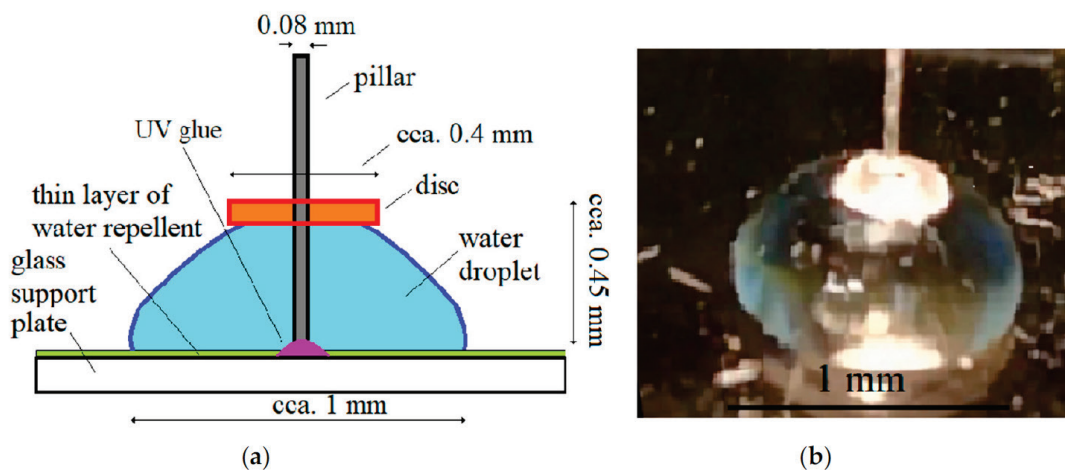 0.08 mm
pillar
UV glue
cca. 0.4 mm
disc
thin layer of
water repellent
glass
support
plate
water
droplet
cca. 0.45 mm
cca. 1 mm
1 mm
(a)
(b)